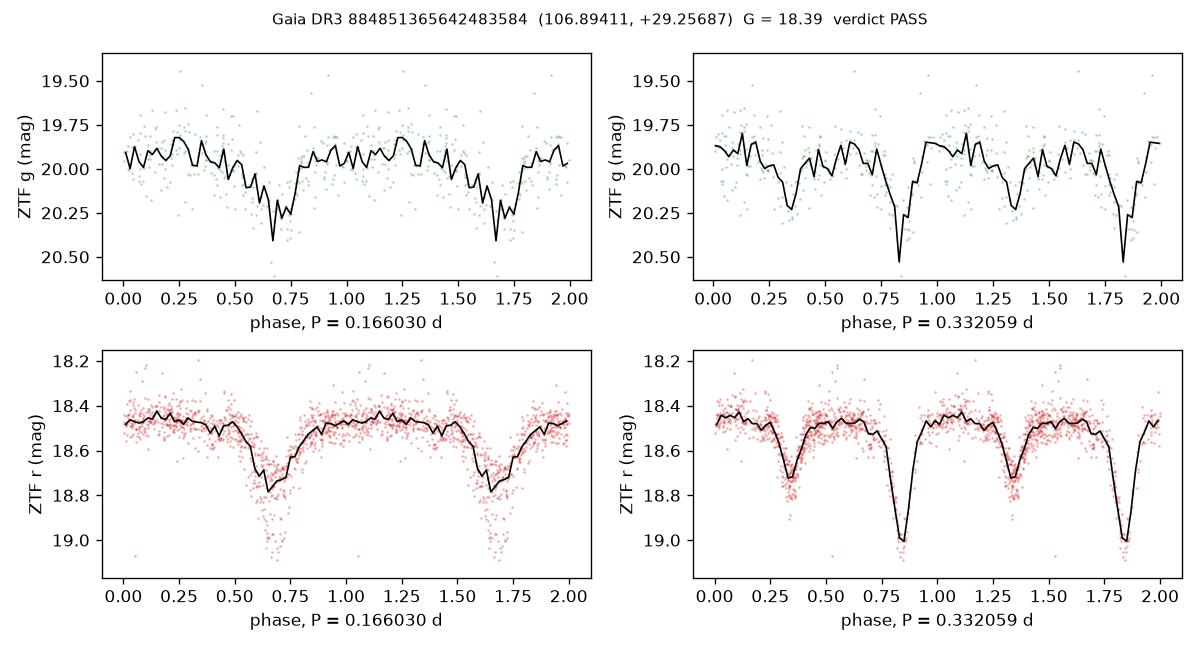 Gaia DR3 884851365642483584 (106.89411, +29.25687) G = 18.39 verdict PASS
ZTF g (mag)
19.50
19.75
20.00
20.25
20.50
0.00 0.25 0.50 0.75 1.00 1.25 1.50 1.75 2.00
phase, P = 0.166030 d
ZTF g (mag)
19.50
19.75
20.00
20.25
20.50
0.00 0.25 0.50 0.75 1.00 1.25 1.50 1.75 2.00
phase, P = 0.332059 d
ZTF r (mag)
18.2
18.4
18.6
18.8
19.0
0.00 0.25 0.50 0.75 1.00 1.25 1.50 1.75 2.00
phase, P = 0.166030 d
ZTF r (mag)
18.2
18.4
18.6
18.8
19.0
0.00 0.25 0.50 0.75 1.00 1.25 1.50 1.75 2.00
phase, P = 0.332059 d